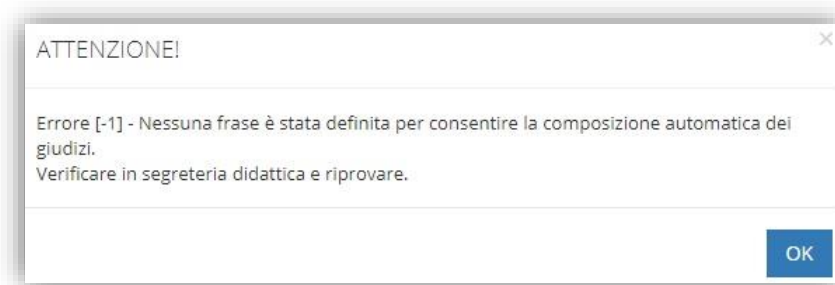 ATTENZIONE!
Errore [-1] - Nessuna frase è stata definita per consentire la composizione automatica dei
giudizi.
Verificare in segreteria didattica e riprovare.
OK